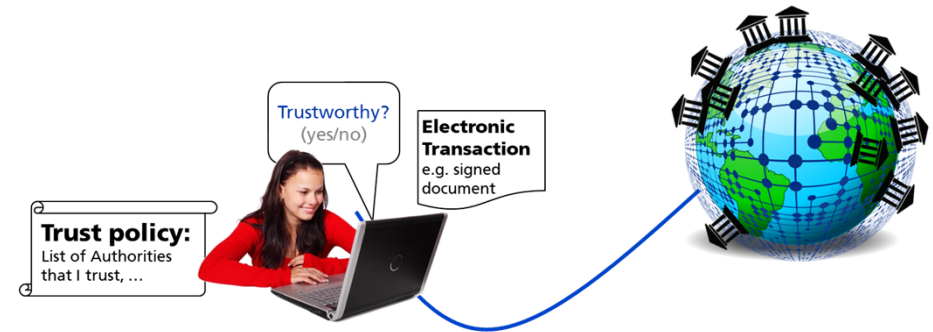 Trustworthy?
(yes/no)
Electronic
Transaction
e.g. signed
document
Trust policy:
List of Authorities
that I trust, ...